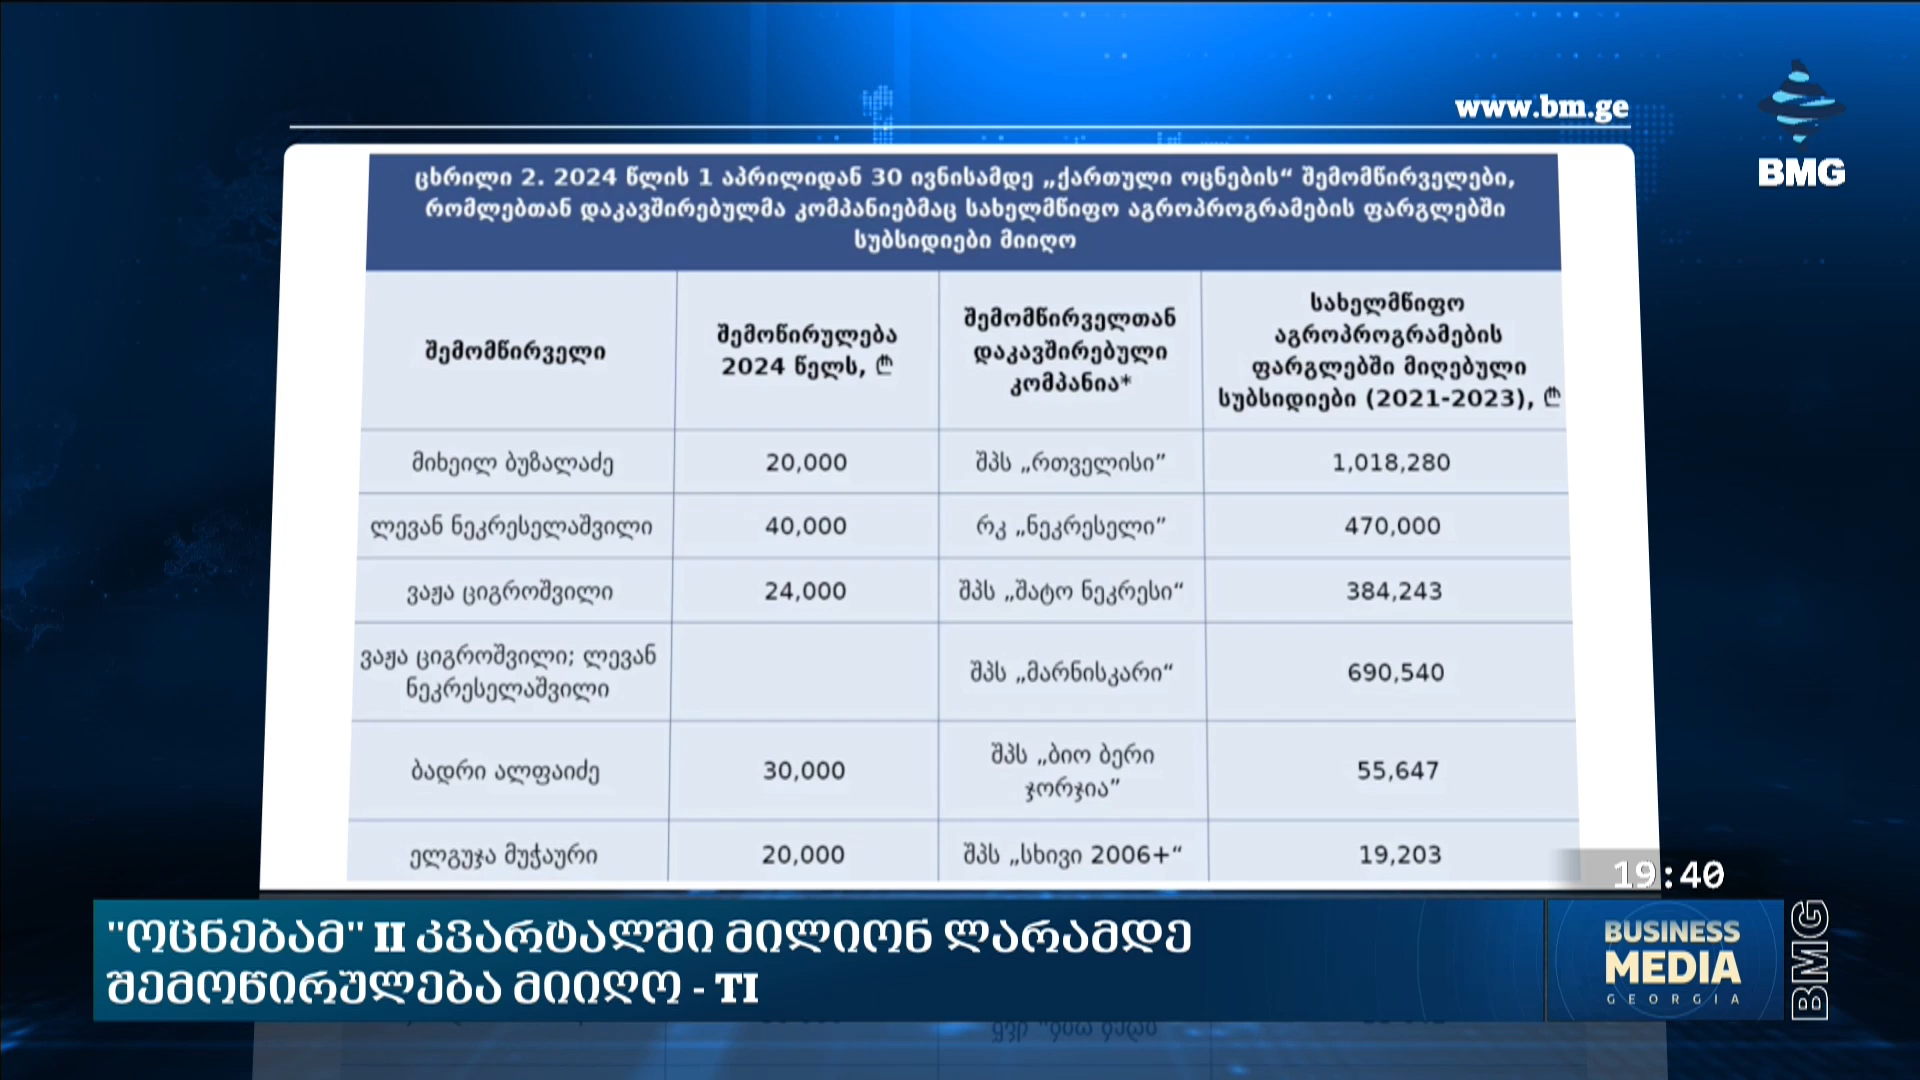 www.bm.ge
BMG
ცხრილი 2. 2024 წლის 1 აპრილიდან 30 ივნისამდე „ქართული ოცნების“ შემომწირველები,
რომლებთან დაკავშირებულმა კომპანიებმაც სახელმწიფო აგროპროგრამების ფარგლებში
სუბსიდიები მიიღო
შემომწირველი
შემოწირულება
2024 წელს, ₾
შემომწირველთან
დაკავშირებული
კომპანია*
სახელმწიფო
აგროპროგრამების
ფარგლებში მიღებული
სუბსიდიები (2021-2023), ₾
მიხეილ ბუზალაძე
20,000
შპს „რთველისი”
1,018,280
ლევან ნეკრესელაშვილი
40,000
რკ „ნეკრესელი”
470,000
ვაჟა ციგროშვილი
24,000
შპს „შატო ნეკრესი“
384,243
ვაჟა ციგროშვილი; ლევან
ნეკრესელაშვილი
შპს „მარნისკარი“
690,540
ბადრი ალფაიძე
30,000
შპს „ბიო ბერი
ჯორჯია”
55,647
ელგუჯა მუჭაური
20,000
შპს „სხივი 2006+“
19,203
19:40
"ოცნებამ" II კვარტალში მილიონ ლარამდე
შემოწირულება მიიღო - TI
BUSINESS
MEDIA
GEORGIA
BMG